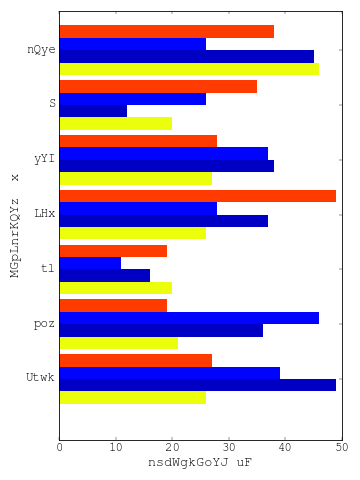 nQye
S
yYI
LHx
tl
poz
Utwk
MGpLnrKQYz x
0 10 20 30 40 50
nsdWgkGoYJ uF